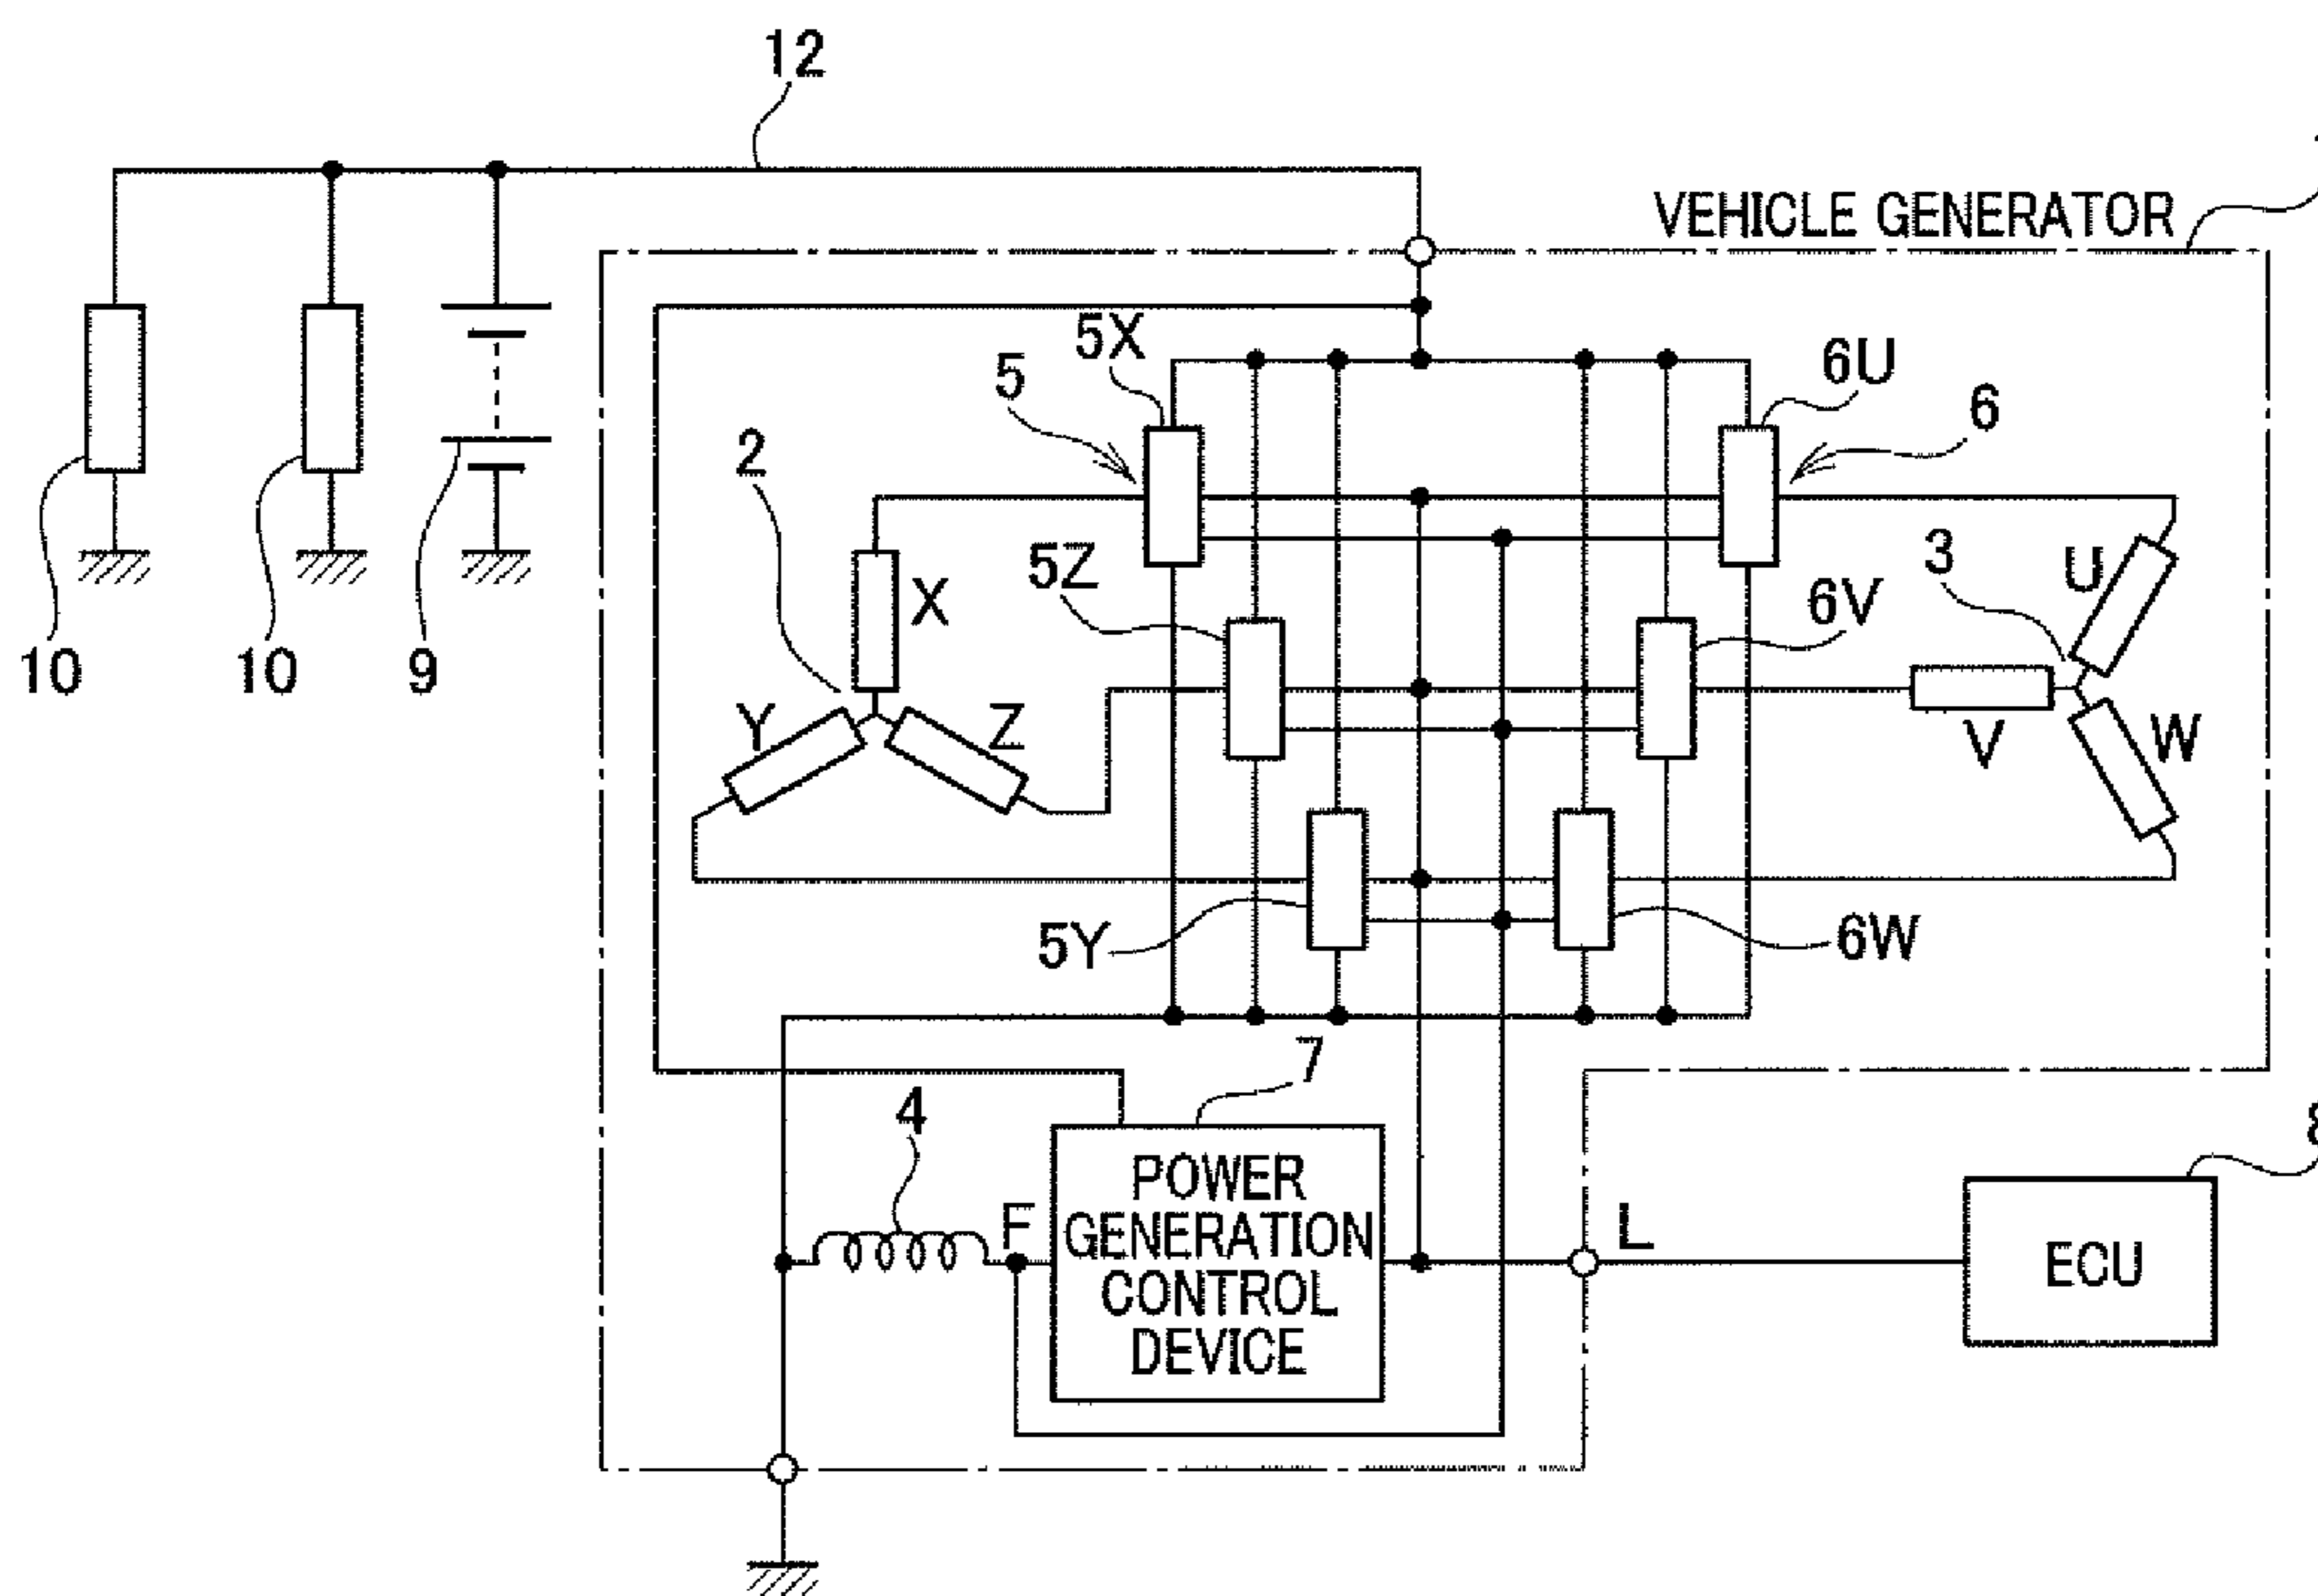 12
VEHICLE GENERATOR
5X
5
6U
6
2
5Z
3
U
X
6V
10
10
9
Y
Z
V
W
5Y
6W
7
4
F
POWER
GENERATION
CONTROL
DEVICE
L
8
ECU